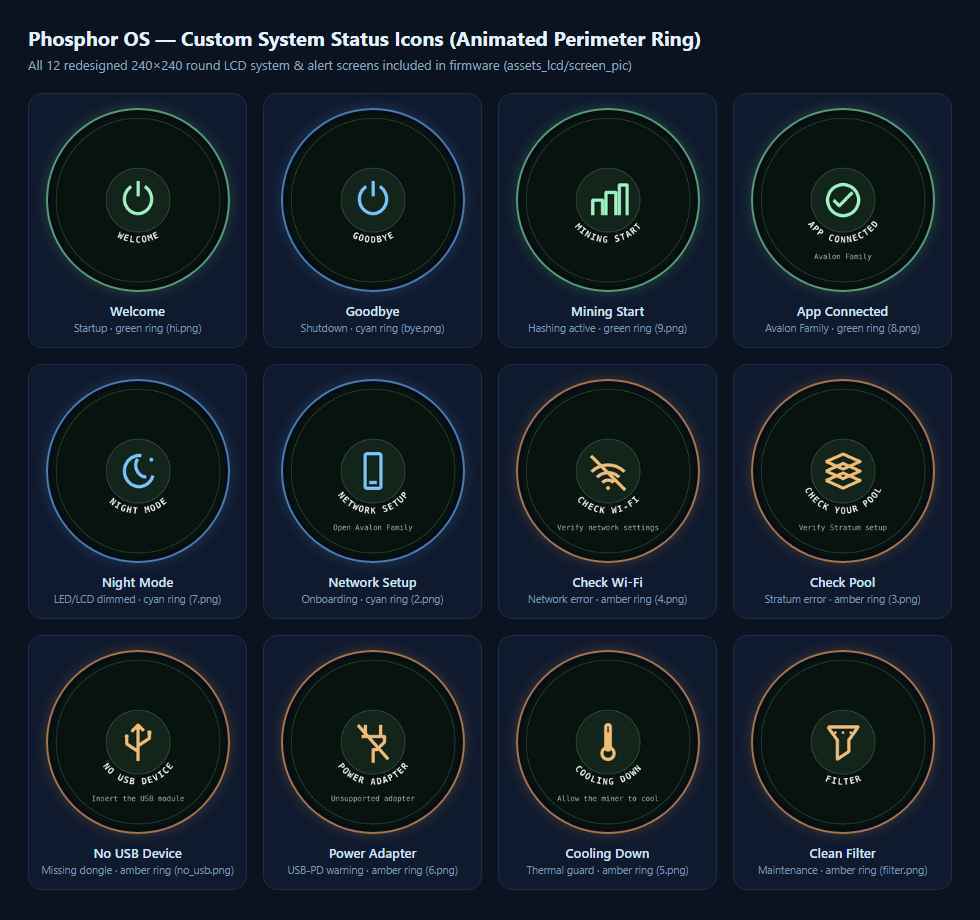 Phosphor OS — Custom System Status Icons (Animated Perimeter Ring)
All 12 redesigned 240×240 round LCD system & alert screens included in firmware (assets_lcd/screen_pic)
WELCOME
Welcome
Startup · green ring (hi.png)
GOODBYE
Goodbye
Shutdown · cyan ring (bye.png)
MINING START
Mining Start
Hashing active · green ring (9.png)
APP CONNECTED
Avalon Family
App Connected
Avalon Family · green ring (8.png)
NIGHT MODE
Night Mode
LED/LCD dimmed · cyan ring (7.png)
NETWORK SETUP
Open Avalon Family
Network Setup
Onboarding · cyan ring (2.png)
CHECK WI-FI
Verify network settings
Check Wi-Fi
Network error · amber ring (4.png)
CHECK YOUR POOL
Verify Stratum setup
Check Pool
Stratum error · amber ring (3.png)
NO USB DEVICE
Insert the USB module
No USB Device
Missing dongle · amber ring (no_usb.png)
POWER ADAPTER
Unsupported adapter
Power Adapter
USB-PD warning · amber ring (6.png)
COOLING DOWN
Allow the miner to cool
Cooling Down
Thermal guard · amber ring (5.png)
FILTER
Clean Filter
Maintenance · amber ring (filter.png)